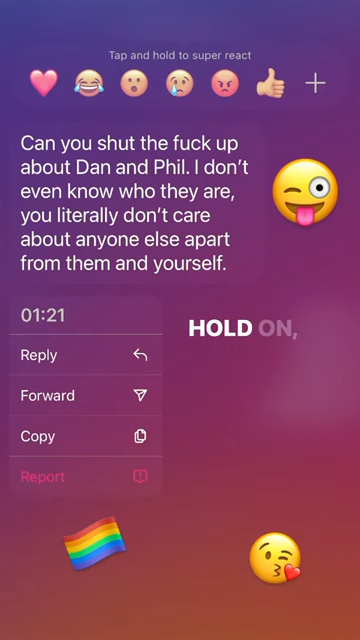 Tap and hold to super react
Can you shut the fuck up
about Dan and Phil. I don’t
even know who they are,
you literally don’t care
about anyone else apart
from them and yourself.
01:21
HOLD ON,
Reply
Forward
Copy
Report